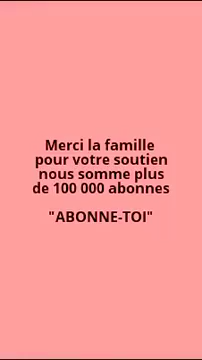 Merci la famille
pour votre soutien
nous somme plus
de 100 000 abonnes
"ABONNE-TOI"